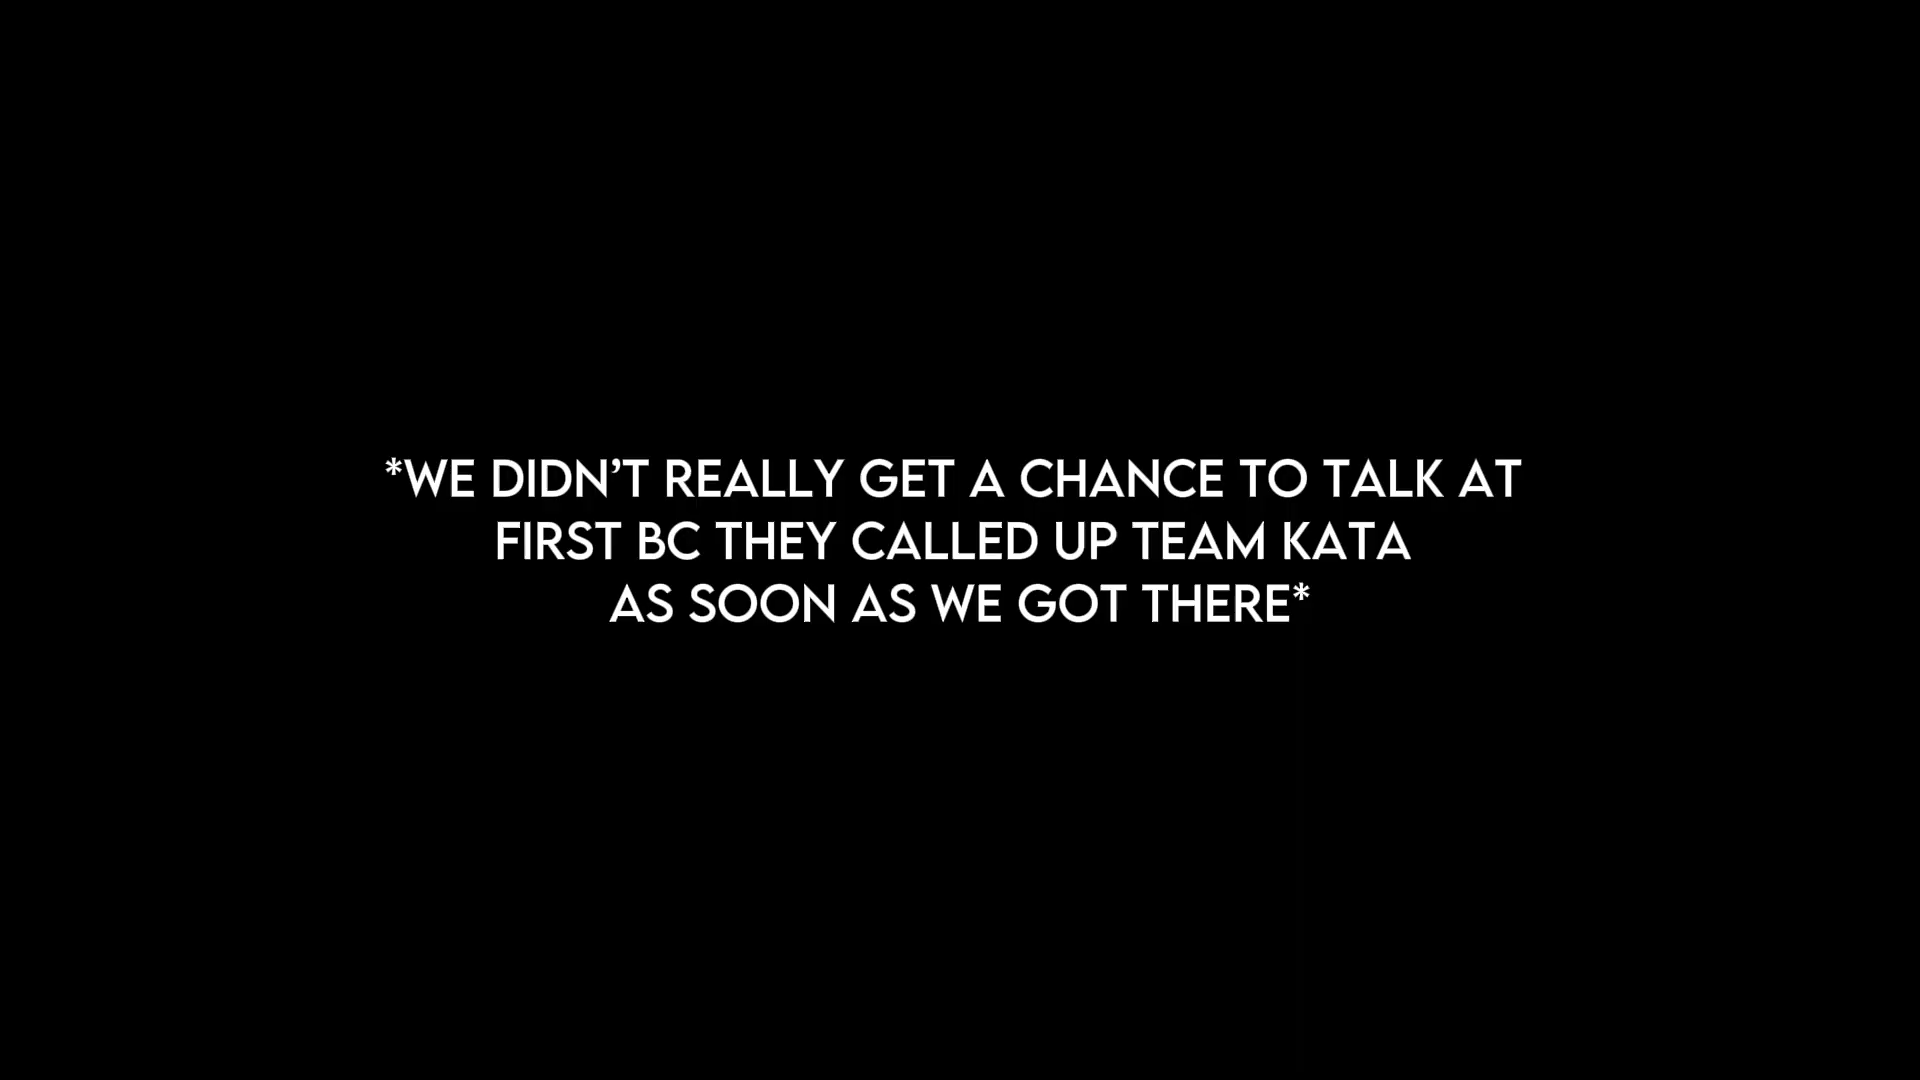 *WE DIDN’T REALLY GET A CHANCE TO TALK AT
FIRST BC THEY CALLED UP TEAM KATA
AS SOON AS WE GOT THERE*